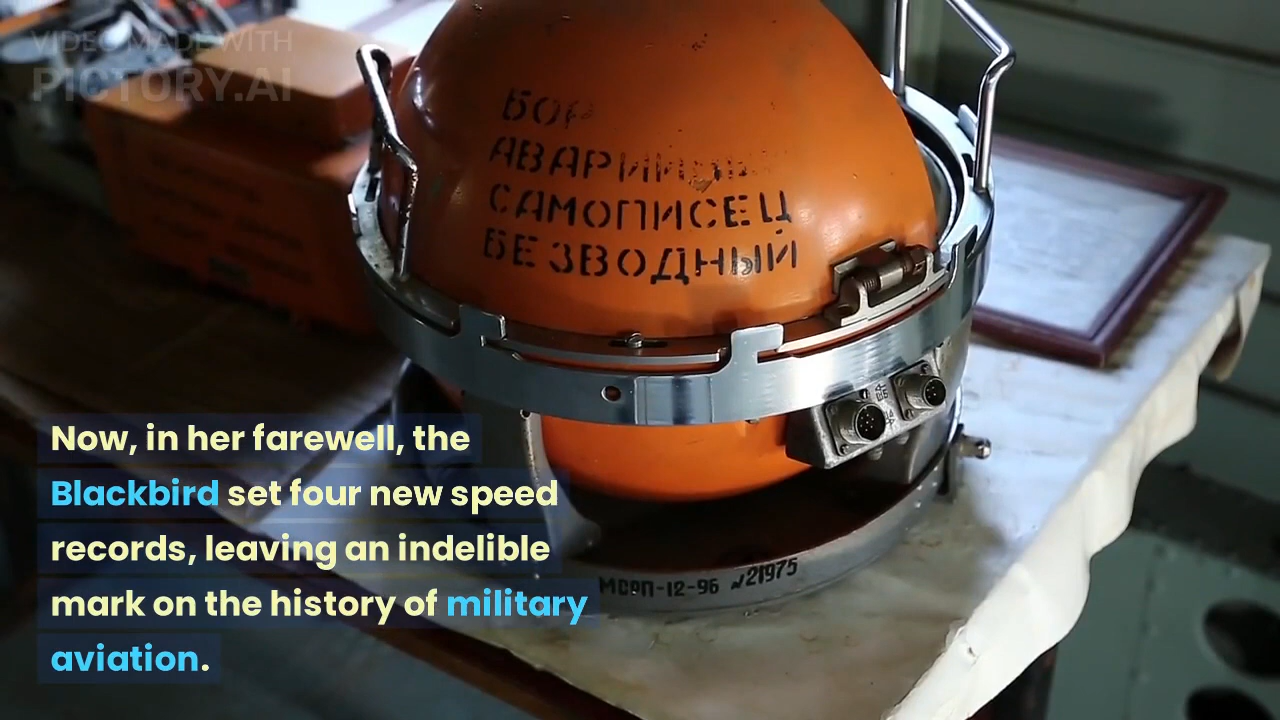 VIDEO MADE WITH
PICTORY.AI
БОР
АВАРИЙНЫ
САМОПИСЕЦ
БЕЗВОДНЫЙ
МСРП-12-96 №21975
Now, in her farewell, the
Blackbird set four new speed
records, leaving an indelible
mark on the history of military
aviation.